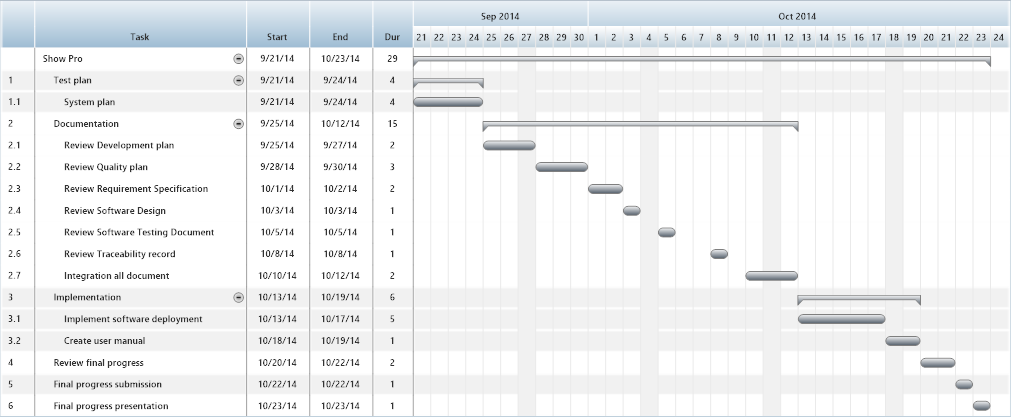 Sep 2014 Oct 2014
Task Start End Dur 21 22 23 24 25 26 27 28 29 30 1 2 3 4 5 6 7 8 9 10 11 12 13 14 15 16 17 18 19 20 21 22 23 24
Show Pro 9/21/14 10/23/14 29
1 Test plan 9/21/14 9/24/14 4
1.1 System plan 9/21/14 9/24/14 4
2 Documentation 9/25/14 10/12/14 15
2.1 Review Development plan 9/25/14 9/27/14 2
2.2 Review Quality plan 9/28/14 9/30/14 3
2.3 Review Requirement Specification 10/1/14 10/2/14 2
2.4 Review Software Design 10/3/14 10/3/14 1
2.5 Review Software Testing Document 10/5/14 10/5/14 1
2.6 Review Traceability record 10/8/14 10/8/14 1
2.7 Integration all document 10/10/14 10/12/14 2
3 Implementation 10/13/14 10/19/14 6
3.1 Implement software deployment 10/13/14 10/17/14 5
3.2 Create user manual 10/18/14 10/19/14 1
4 Review final progress 10/20/14 10/22/14 2
5 Final progress submission 10/22/14 10/22/14 1
6 Final progress presentation 10/23/14 10/23/14 1